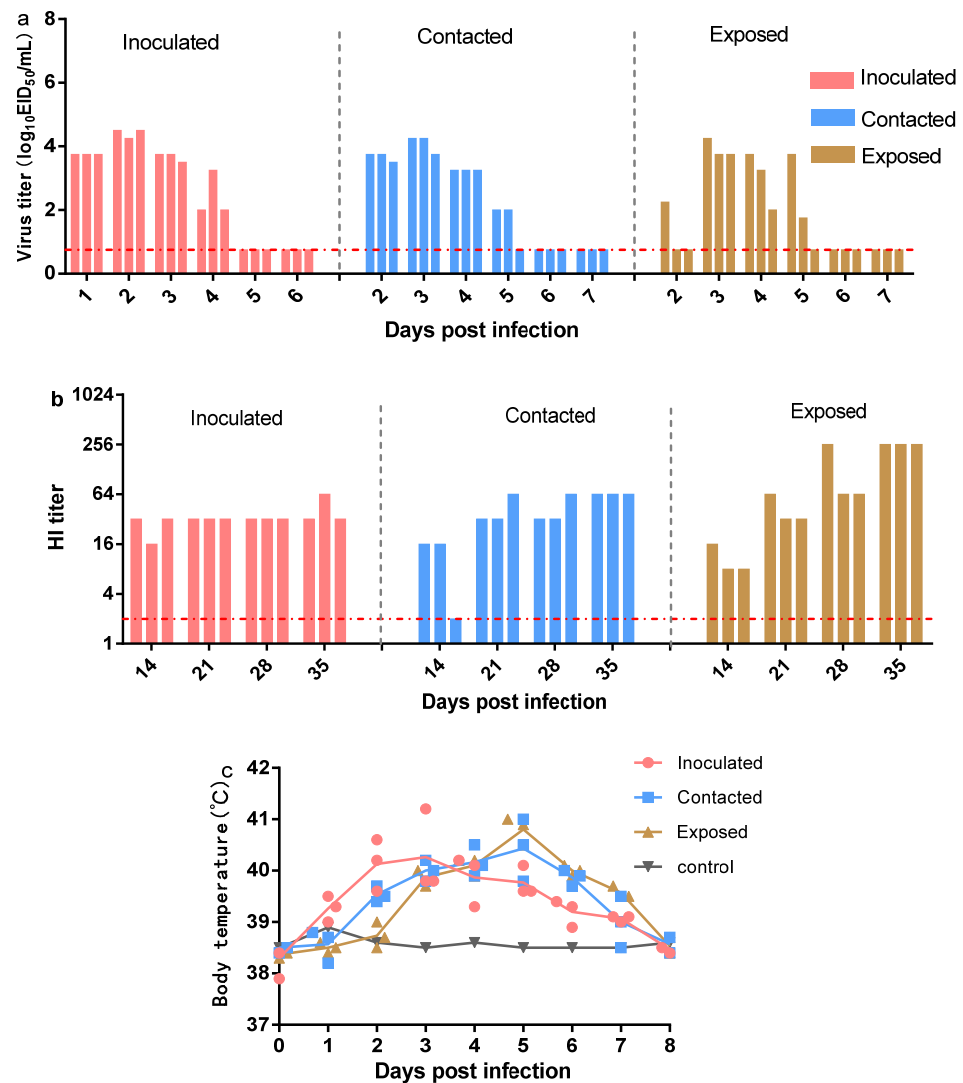 a
Virus titer (log10EID50/mL)
8
6
4
2
0
Inoculated
Contacted
Exposed
Inoculated
Contacted
Exposed
1 2 3 4 5 6 2 3 4 5 6 7 2 3 4 5 6 7
Days post infection
b
HI titer
1024
256
64
16
4
1
Inoculated
Contacted
Exposed
14 21 28 35 14 21 28 35 14 21 28 35
Days post infection
C
Body temperature(℃)
42
41
40
39
38
37
Inoculated
Contacted
Exposed
control
0 1 2 3 4 5 6 7 8
Days post infection